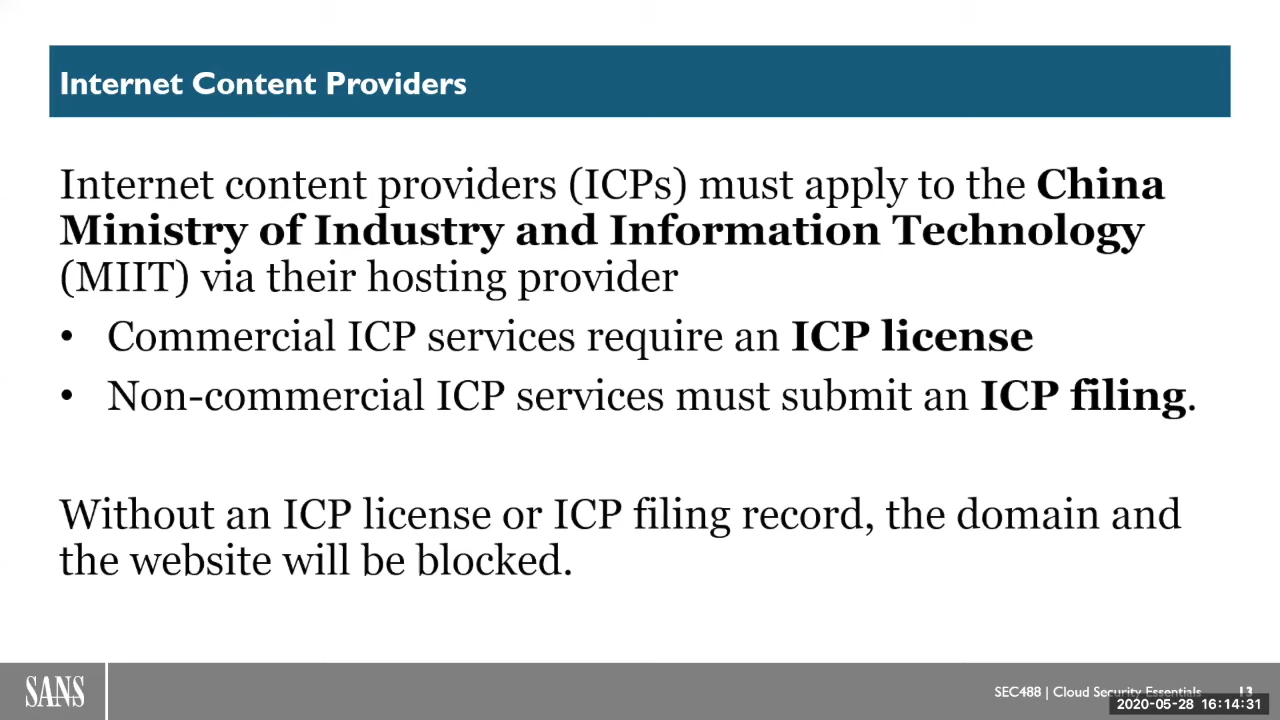 Internet Content Providers
Internet content providers (ICPs) must apply to the China
Ministry of Industry and Information Technology
(MIIT) via their hosting provider
• Commercial ICP services require an ICP license
• Non-commercial ICP services must submit an ICP filing.
Without an ICP license or ICP filing record, the domain and
the website will be blocked.
SANS
SEC488 | Cloud Security Essentials 13
2020-05-28 16:14:31